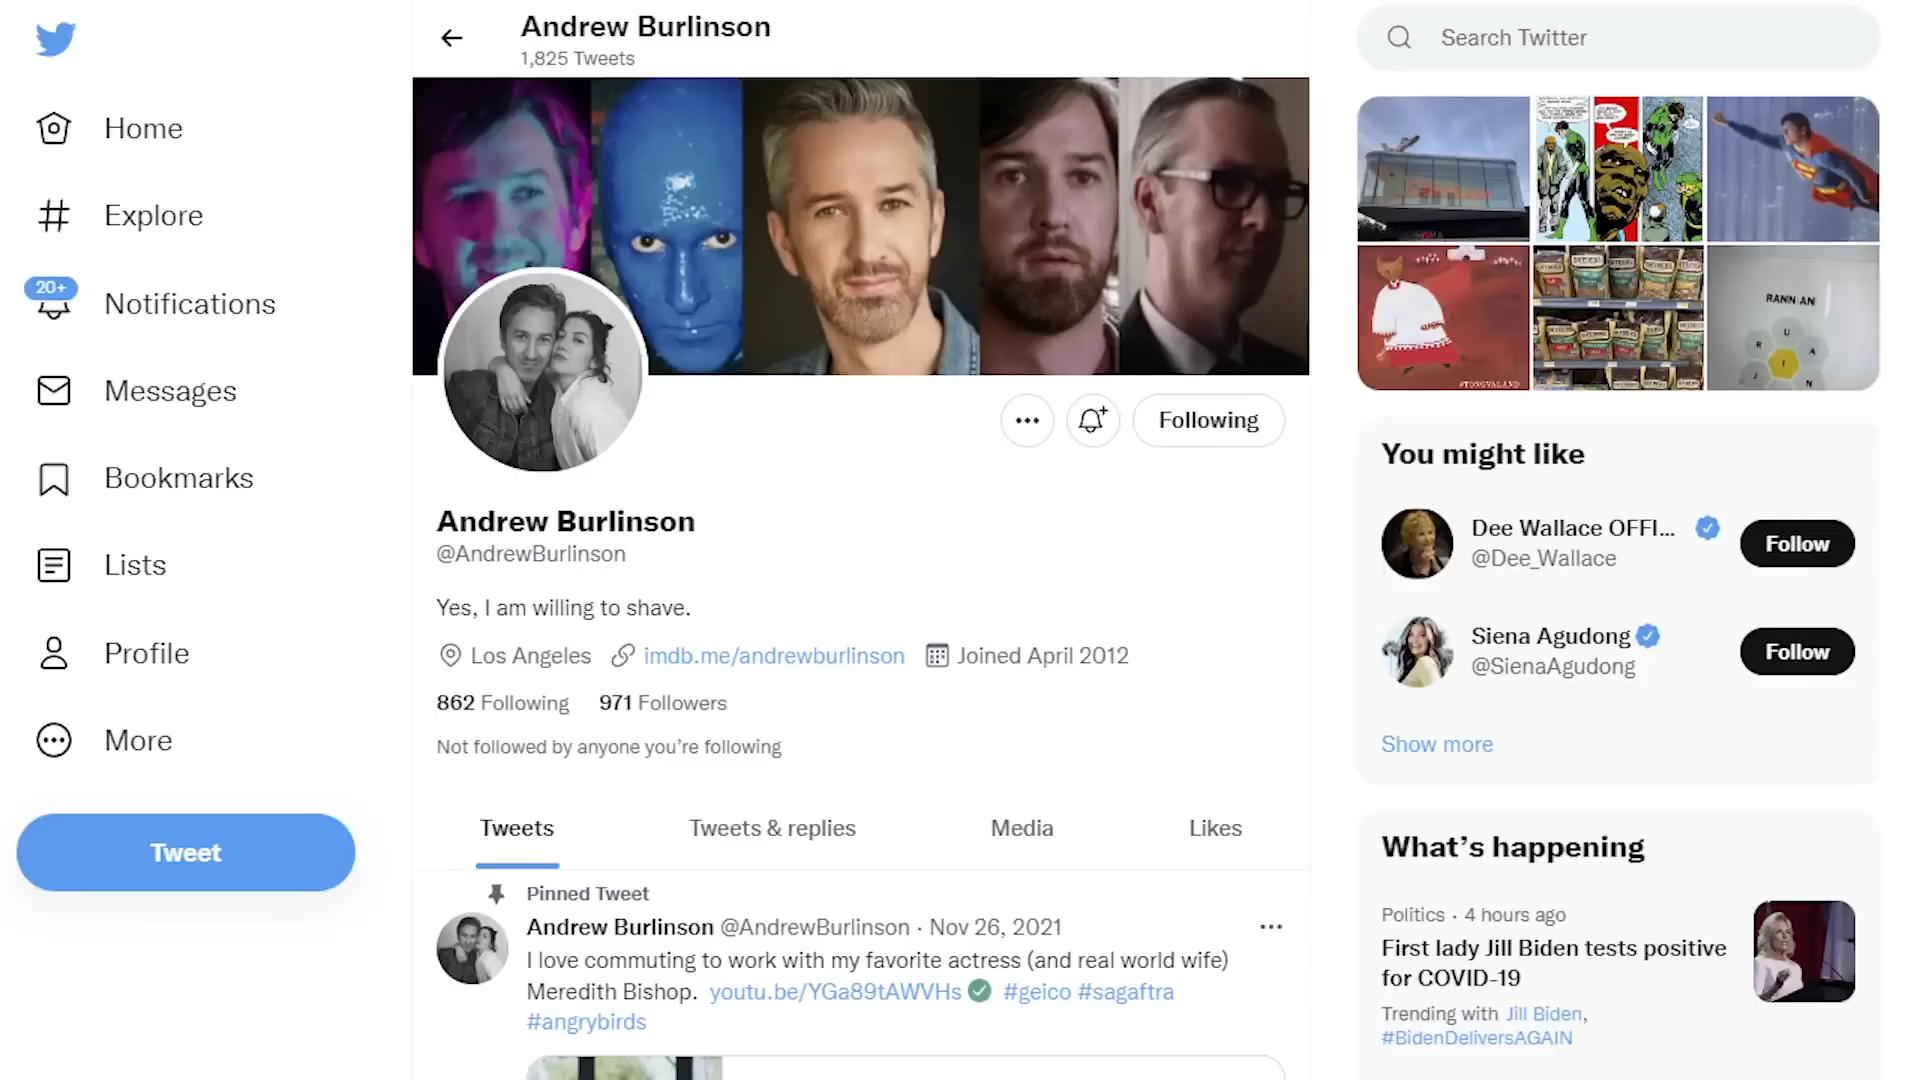 Home
Explore
20+
Notifications
Messages
Bookmarks
Lists
Profile
More
Tweet
Andrew Burlinson
1,825 Tweets
Following
Andrew Burlinson
@AndrewBurlinson
Yes, I am willing to shave.
Los Angeles imdb.me/andrewburlinson Joined April 2012
862 Following 971 Followers
Not followed by anyone you’re following
Tweets Tweets & replies Media Likes
Pinned Tweet
Andrew Burlinson @AndrewBurlinson · Nov 26, 2021
I love commuting to work with my favorite actress (and real world wife)
Meredith Bishop. youtu.be/YGa89tAWVHs #geico #sagaftra
#angrybirds
Search Twitter
#TONGVALAND
RANN AN
U
R A
I
J N
You might like
Dee Wallace OFFI...
@Dee_Wallace
Follow
Siena Agudong
@SienaAgudong
Follow
Show more
What’s happening
Politics · 4 hours ago
First lady Jill Biden tests positive
for COVID-19
Trending with Jill Biden,
#BidenDeliversAGAIN